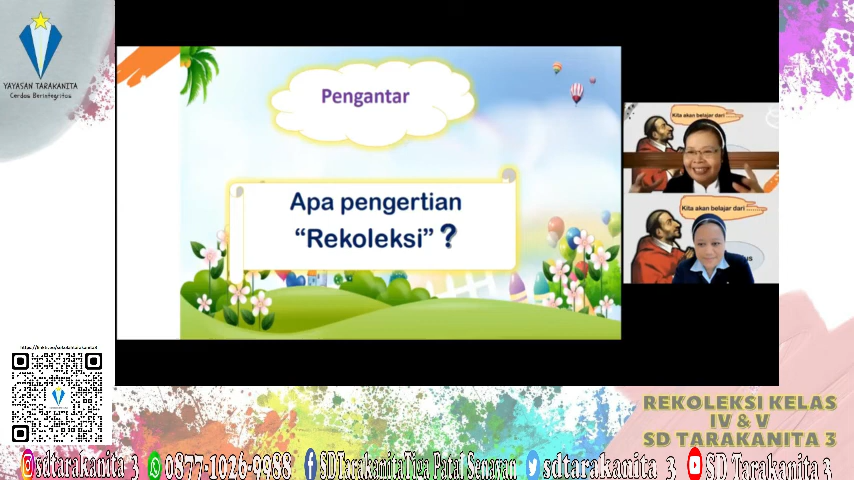 YAYASAN TARAKANITA
Cerdas Berintegritas
Pengantar
Apa pengertian
“Rekoleksi” ?
Kita akan belajar dari
Kita akan belajar dari ........
us
REKOLEKSI KELAS
IV & V
SD TARAKANITA 3
sdtarakanita 3
0877-1026-9988
SDTarakanitaTiga Patal Senayan
sdtarakanita 3
SD Tarakanita 3